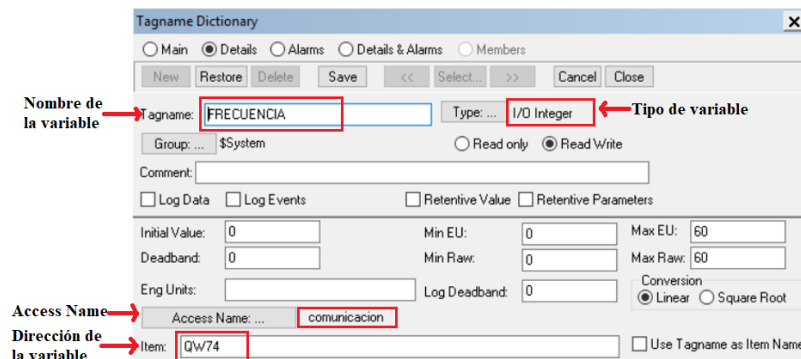 Tagname Dictionary
Main Details Alarms Details & Alarms Members
New Restore Delete Save << Select... >> Cancel Close
Nombre de
la variable
Tagname: FRECUENCIA Type: ... I/O Integer
Tipo de variable
Group: ... $System Read only Read Write
Comment:
Log Data Log Events Retentive Value Retentive Parameters
Initial Value: 0 Min EU: 0 Max EU: 60
Deadband: 0 Min Raw: 0 Max Raw: 60
Eng Units: Log Deadband: 0 Conversion
Linear Square Root
Access Name
Access Name: ... comunicacion
Dirección de
la variable
Item: QW74 Use Tagname as Item Name